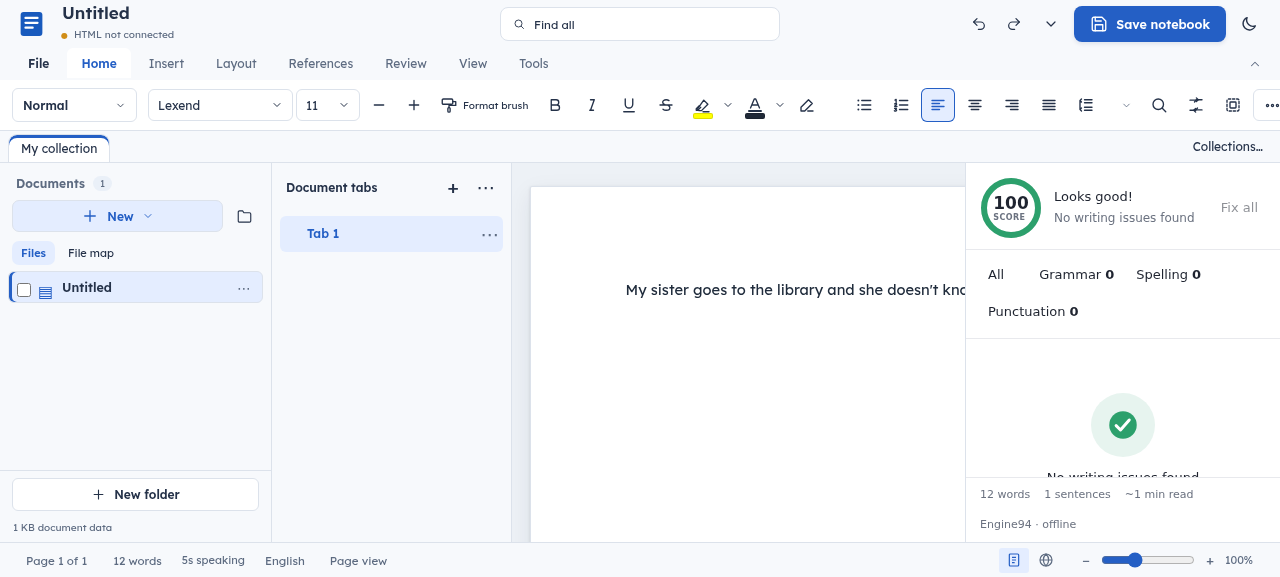 Untitled
HTML not connected
Find all
Save notebook
File Home Insert Layout References Review View Tools
Normal Lexend 11 Format brush
My collection Collections...
Documents 1
New
Files File map
Untitled
New folder
1 KB document data
Document tabs
Tab 1
My sister goes to the library and she doesn't
100
SCORE
Looks good!
No writing issues found
Fix all
All Grammar 0 Spelling 0
Punctuation 0
No writing issues found
12 words 1 sentences ~1 min read
Engine94 · offline
Page 1 of 1 12 words 5s speaking English Page view 100%